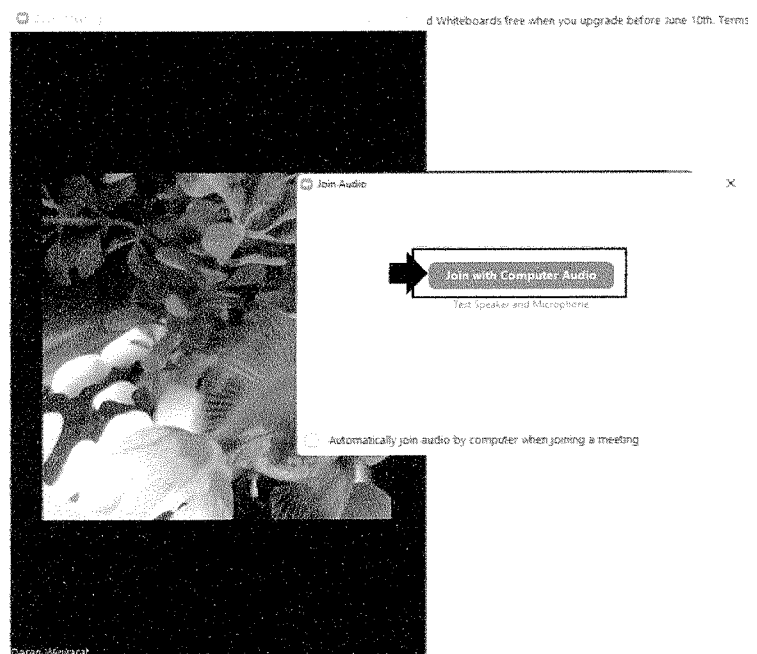 d Whiteboards free when you upgrade before June 10th. Terms
Join Audio
Join with Computer Audio
Test Speaker and Microphone
Automatically join audio by computer when joining a meeting